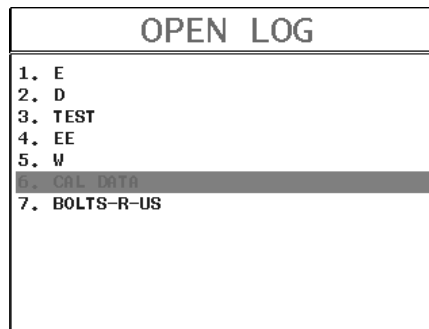 OPEN LOG
1. E
2. D
3. TEST
4. EE
5. W
6. CAL DATA
7. BOLTS-R-US